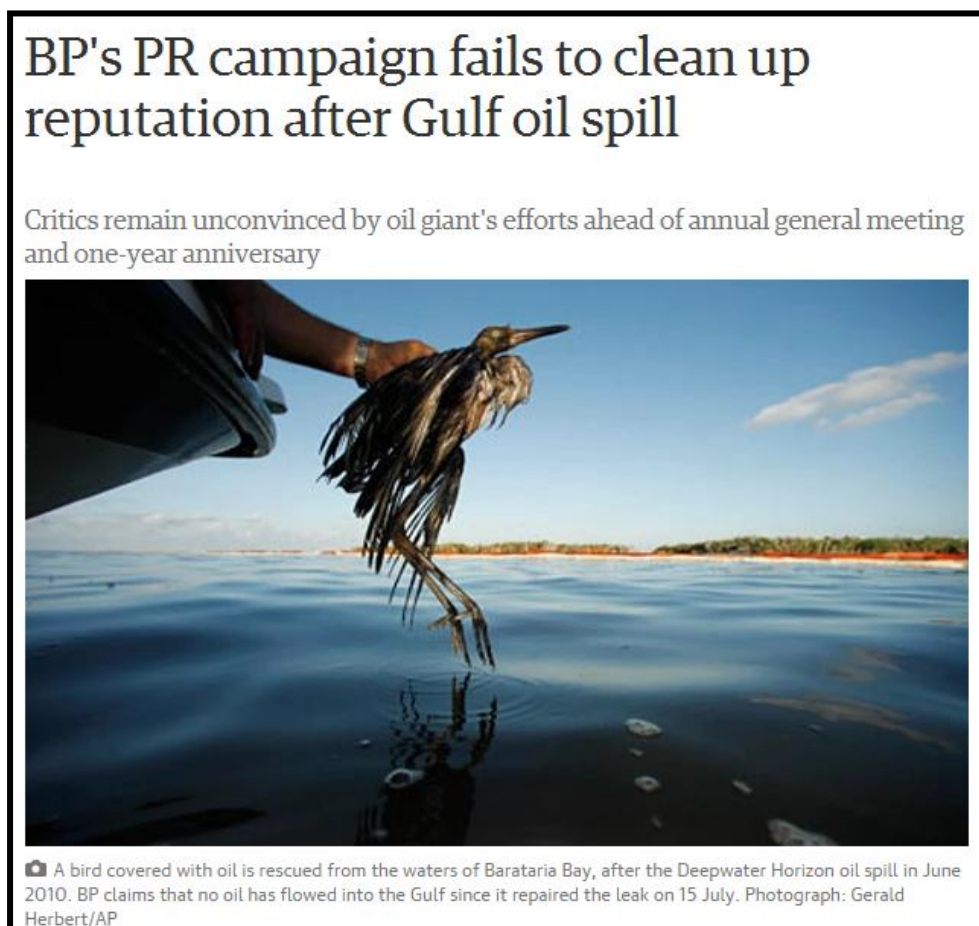 BP's PR campaign fails to clean up
reputation after Gulf oil spill
Critics remain unconvinced by oil giant's efforts ahead of annual general meeting
and one-year anniversary
A bird covered with oil is rescued from the waters of Barataria Bay, after the Deepwater Horizon oil spill in June
2010. BP claims that no oil has flowed into the Gulf since it repaired the leak on 15 July. Photograph: Gerald
Herbert/AP